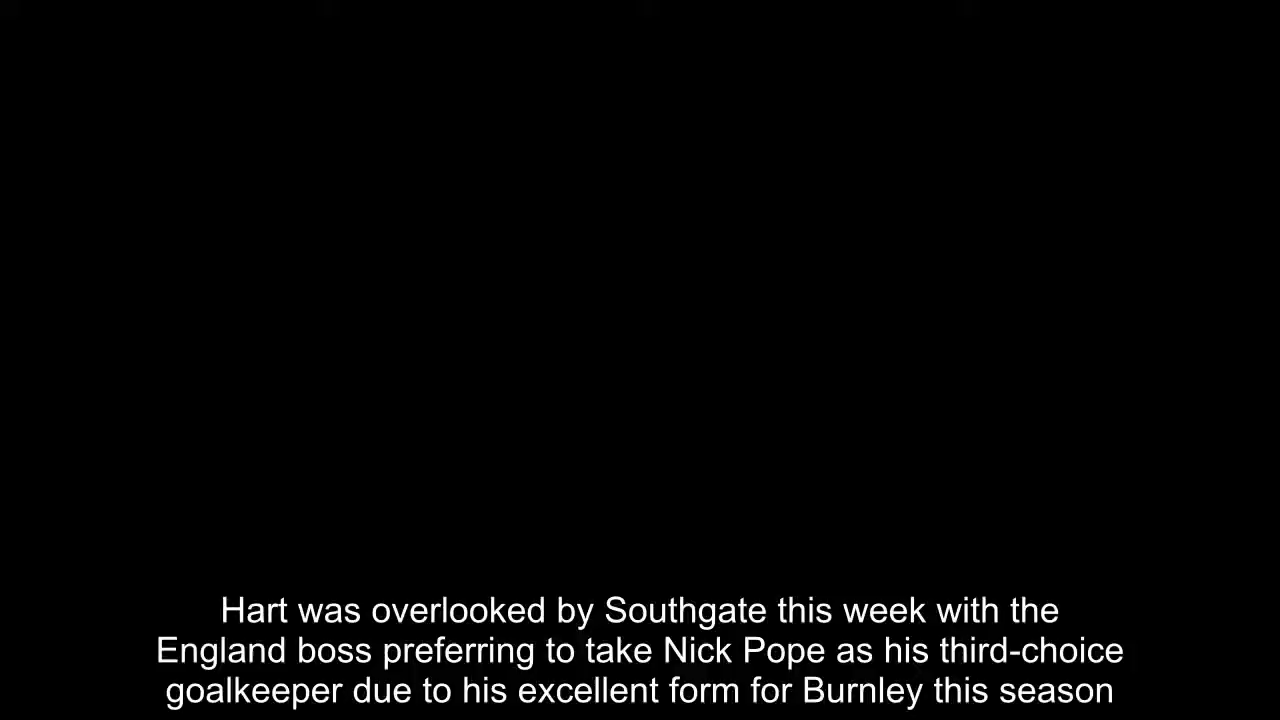 Hart was overlooked by Southgate this week with the
England boss preferring to take Nick Pope as his third-choice
goalkeeper due to his excellent form for Burnley this season